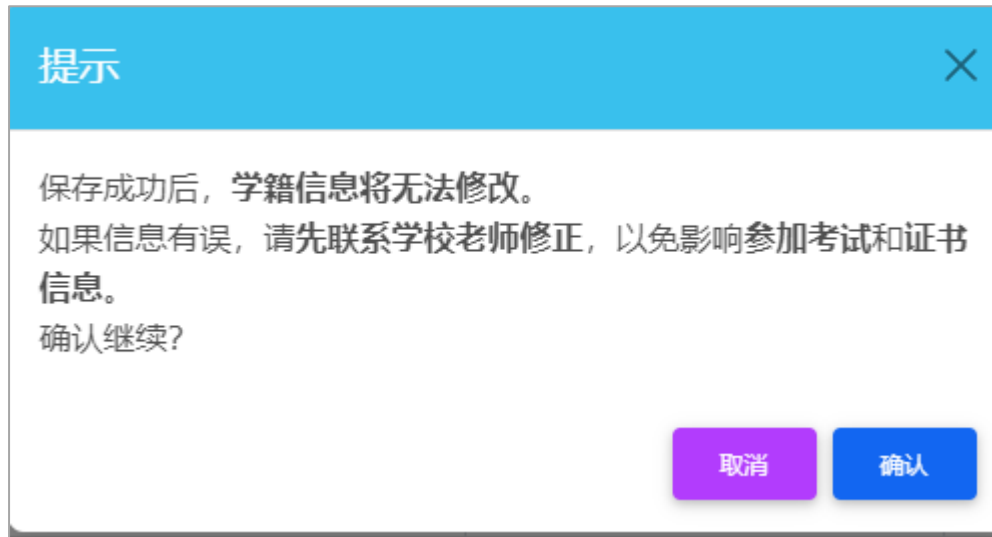 提示
保存成功后，学籍信息将无法修改。
如果信息有误，请先联系学校老师修正，以免影响参加考试和证书
信息。
确认继续？
取消
确认